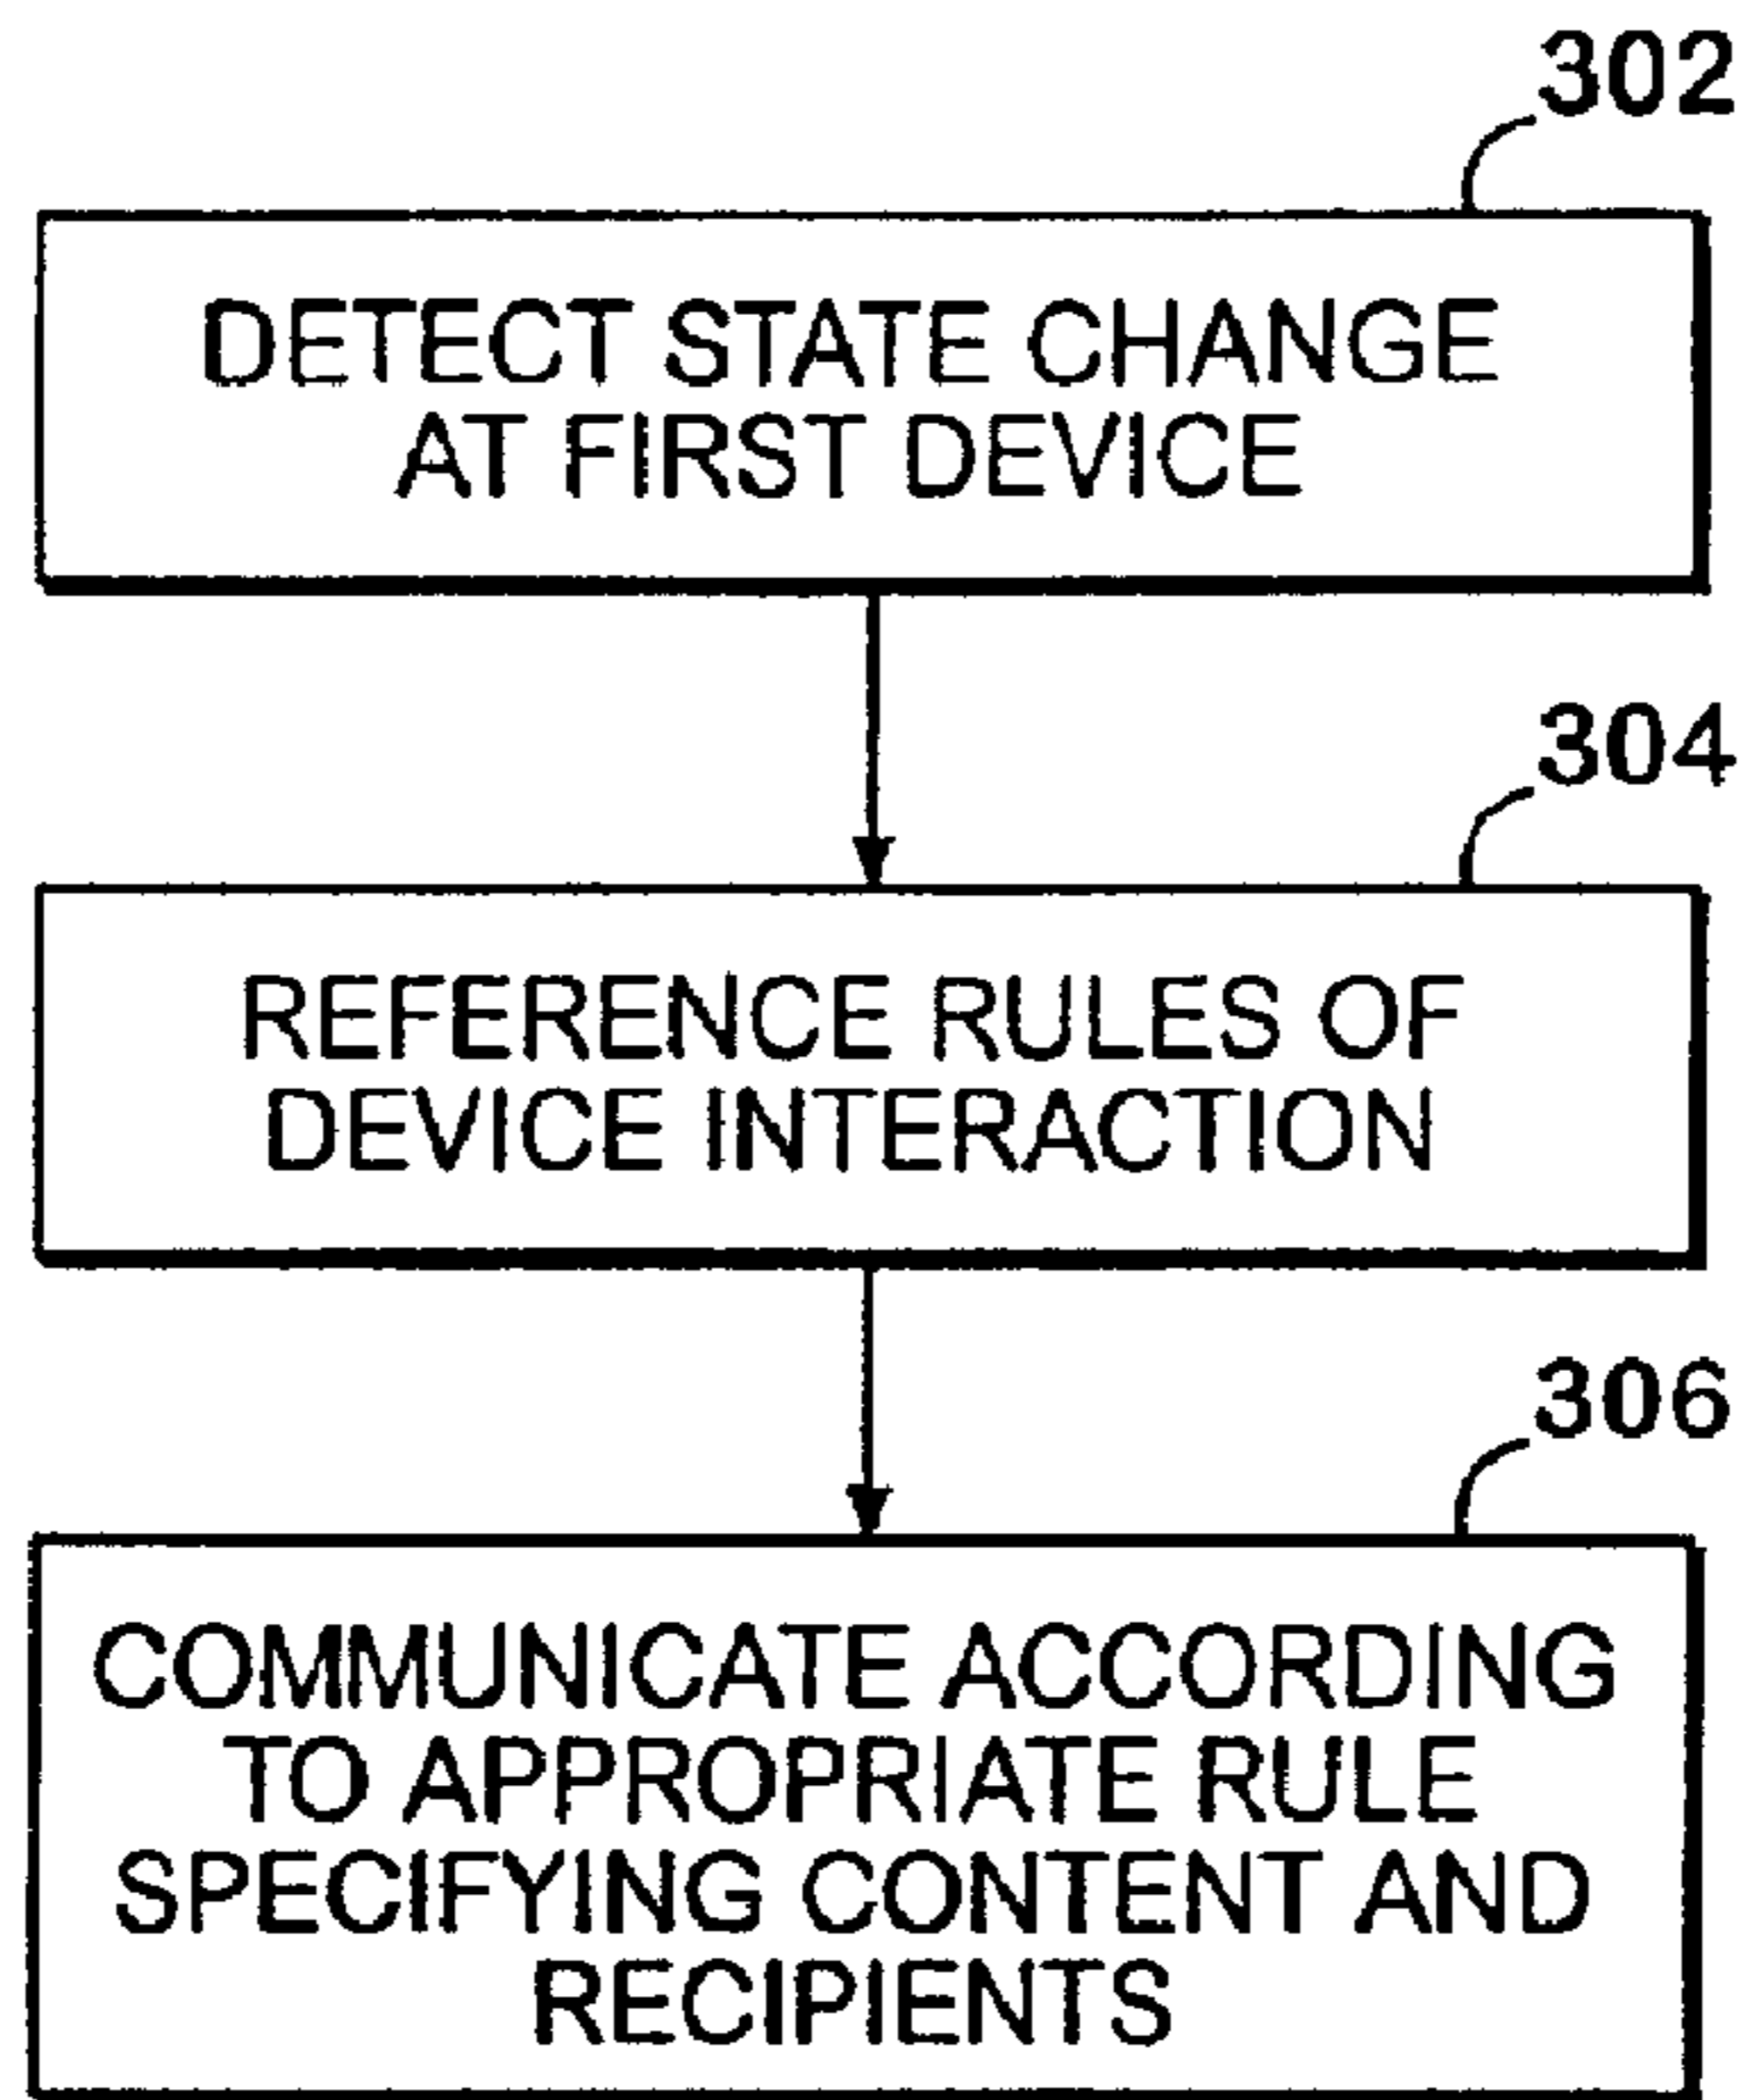 302
DETECT STATE CHANGE
AT FIRST DEVICE
304
REFERENCE RULES OF
DEVICE INTERACTION
306
COMMUNICATE ACCORDING
TO APPROPRIATE RULE
SPECIFYING CONTENT AND
RECIPIENTS